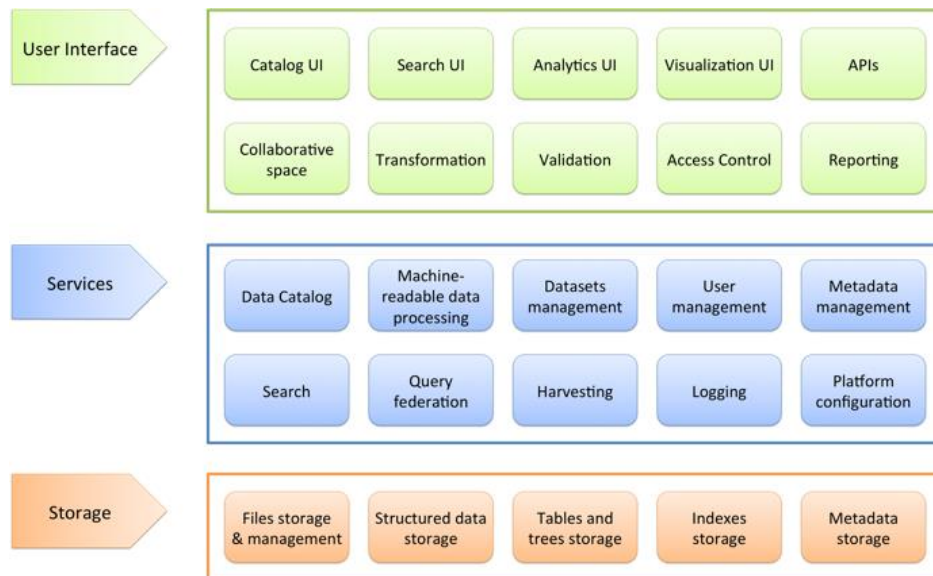 User Interface
Catalog UI
Search UI
Analytics UI
Visualization UI
APIs
Collaborative
space
Transformation
Validation
Access Control
Reporting
Services
Data Catalog
Machine-
readable data
processing
Datasets
management
User
management
Metadata
management
Search
Query
federation
Harvesting
Logging
Platform
configuration
Storage
Files storage
& management
Structured data
storage
Tables and
trees storage
Indexes
storage
Metadata
storage